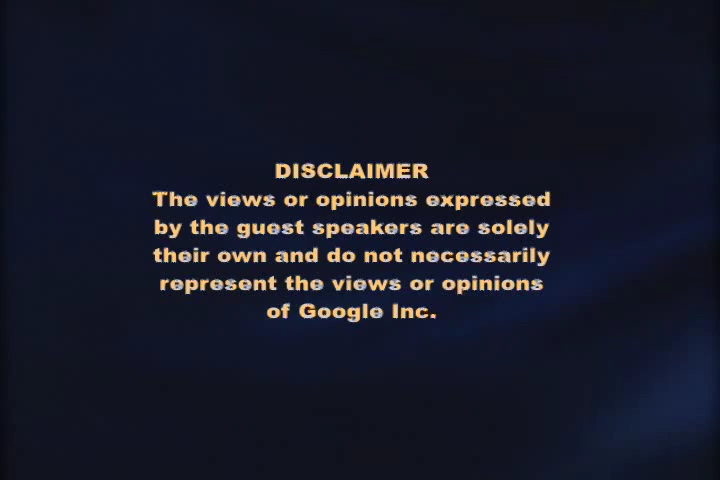 DISCLAIMER
The views or opinions expressed
by the guest speakers are solely
their own and do not necessarily
represent the views or opinions
of Google Inc.